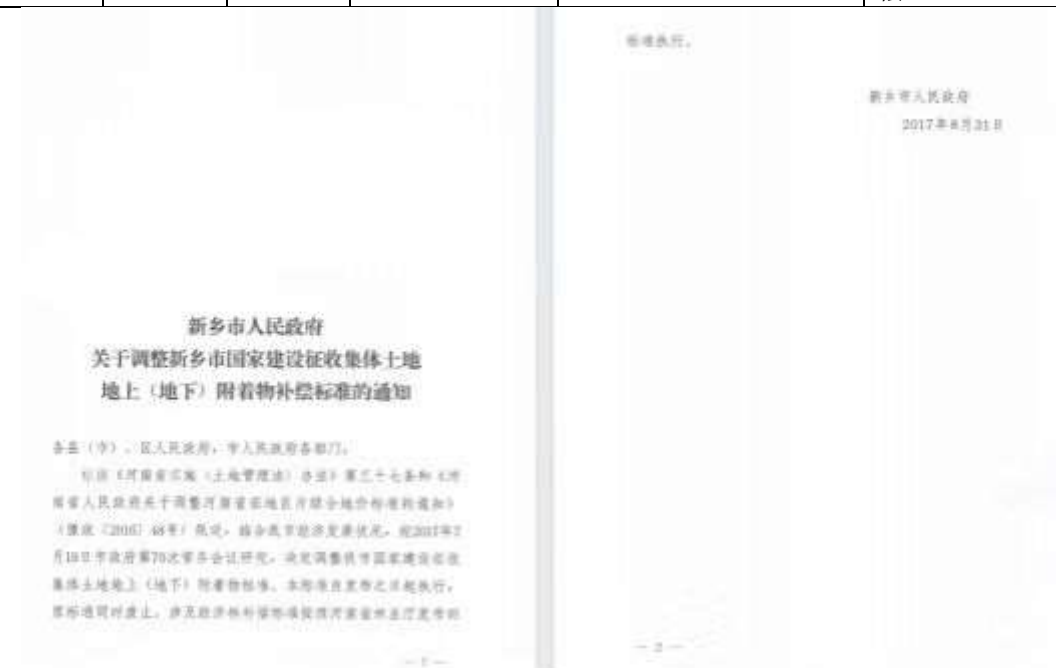 新乡市人民政府
关于调整新乡市国家建设征收集体土地
地上（地下）附着物补偿标准的通知
各县（市）、区人民政府，市人民政府各部门：
根据《河南省实施〈土地管理法〉办法》第三十七条和《河
南省人民政府关于调整河南省征地区片综合地价标准的通知》
（豫政〔2016〕48号）规定，结合我市经济发展状况，经2017年7
月18日市政府第70次常务会议研究，决定调整我市国家建设征收
集体土地地上（地下）附着物标准。本标准自发布之日起执行，
原标准同时废止。涉及经济林补偿标准按照河南省林业厅发布的
— 1 —
标准执行。
新乡市人民政府
2017年8月31日
— 2 —